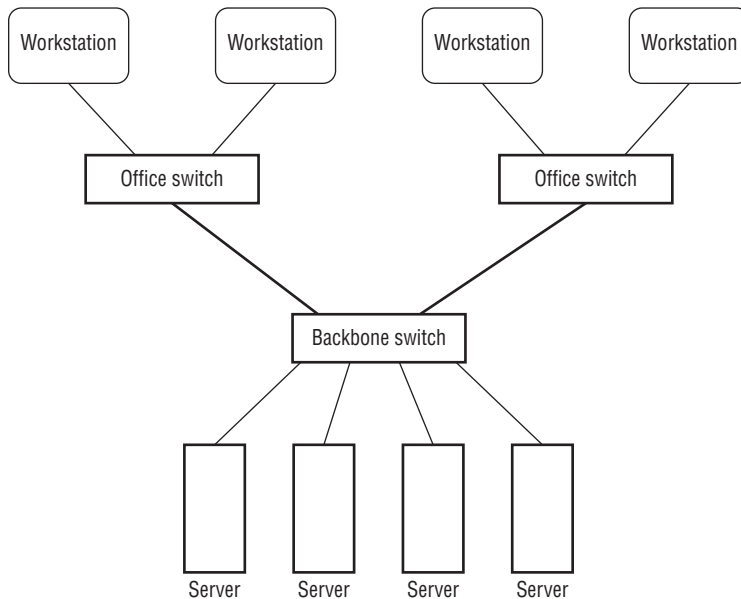 Workstation
Workstation
Workstation
Workstation
Office switch
Office switch
Backbone switch
Server
Server
Server
Server